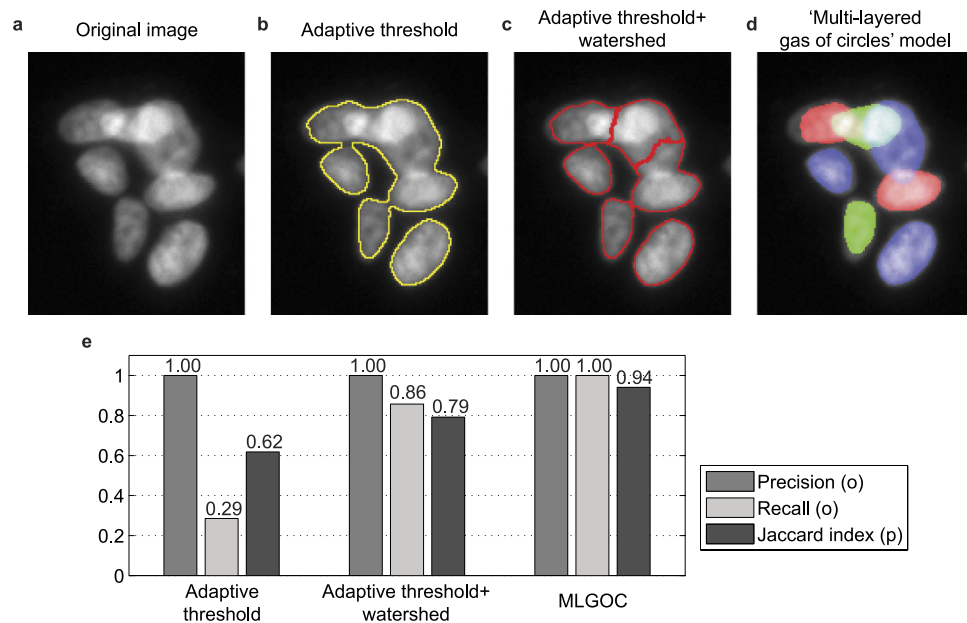 a Original image
b Adaptive threshold
c Adaptive threshold+
watershed
d ‘Multi-layered
gas of circles’ model
e
1.00
0.29
0.62
1.00
0.86
0.79
1.00
1.00
0.94
1
0.8
0.6
0.4
0.2
0
Adaptive
threshold
Adaptive threshold+
watershed
MLGOC
Precision (o)
Recall (o)
Jaccard index (p)